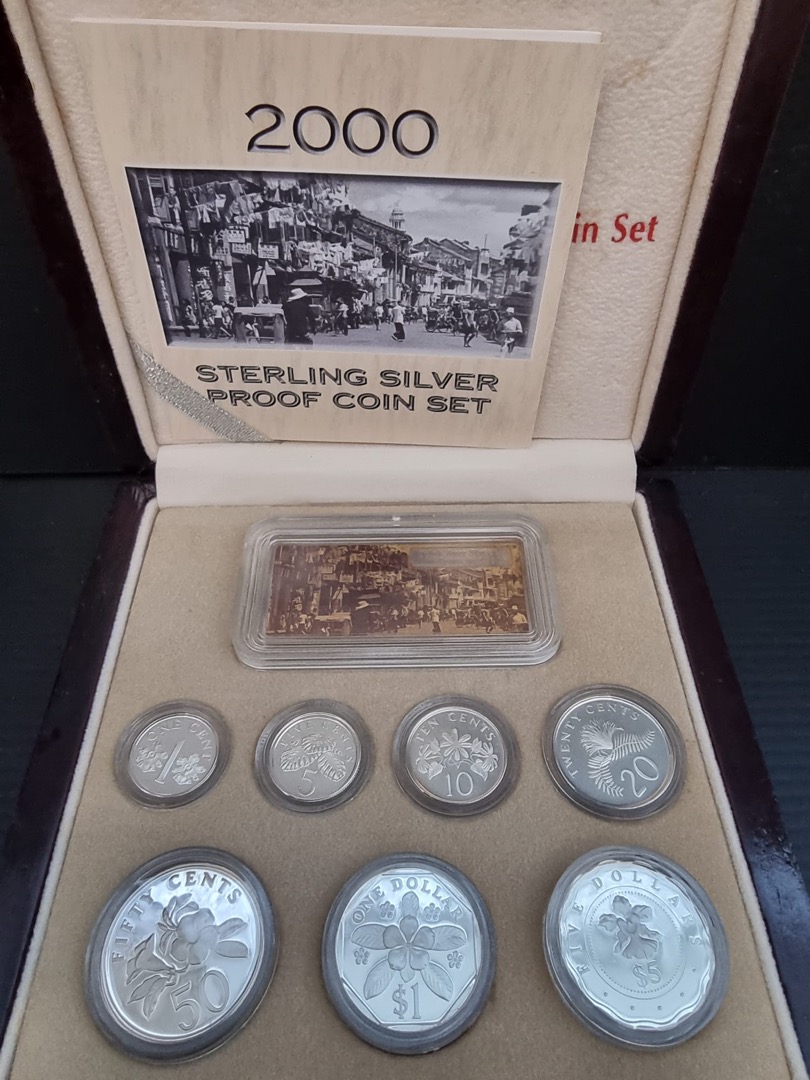 2000
in Set
STERLING SILVER
PROOF COIN SET
ONE CENT
1
5
TEN CENTS
10
TWENTY CENTS
20
FIFTY CENTS
50
ONE DOLLAR
$1
FIVE DOLLARS
$5